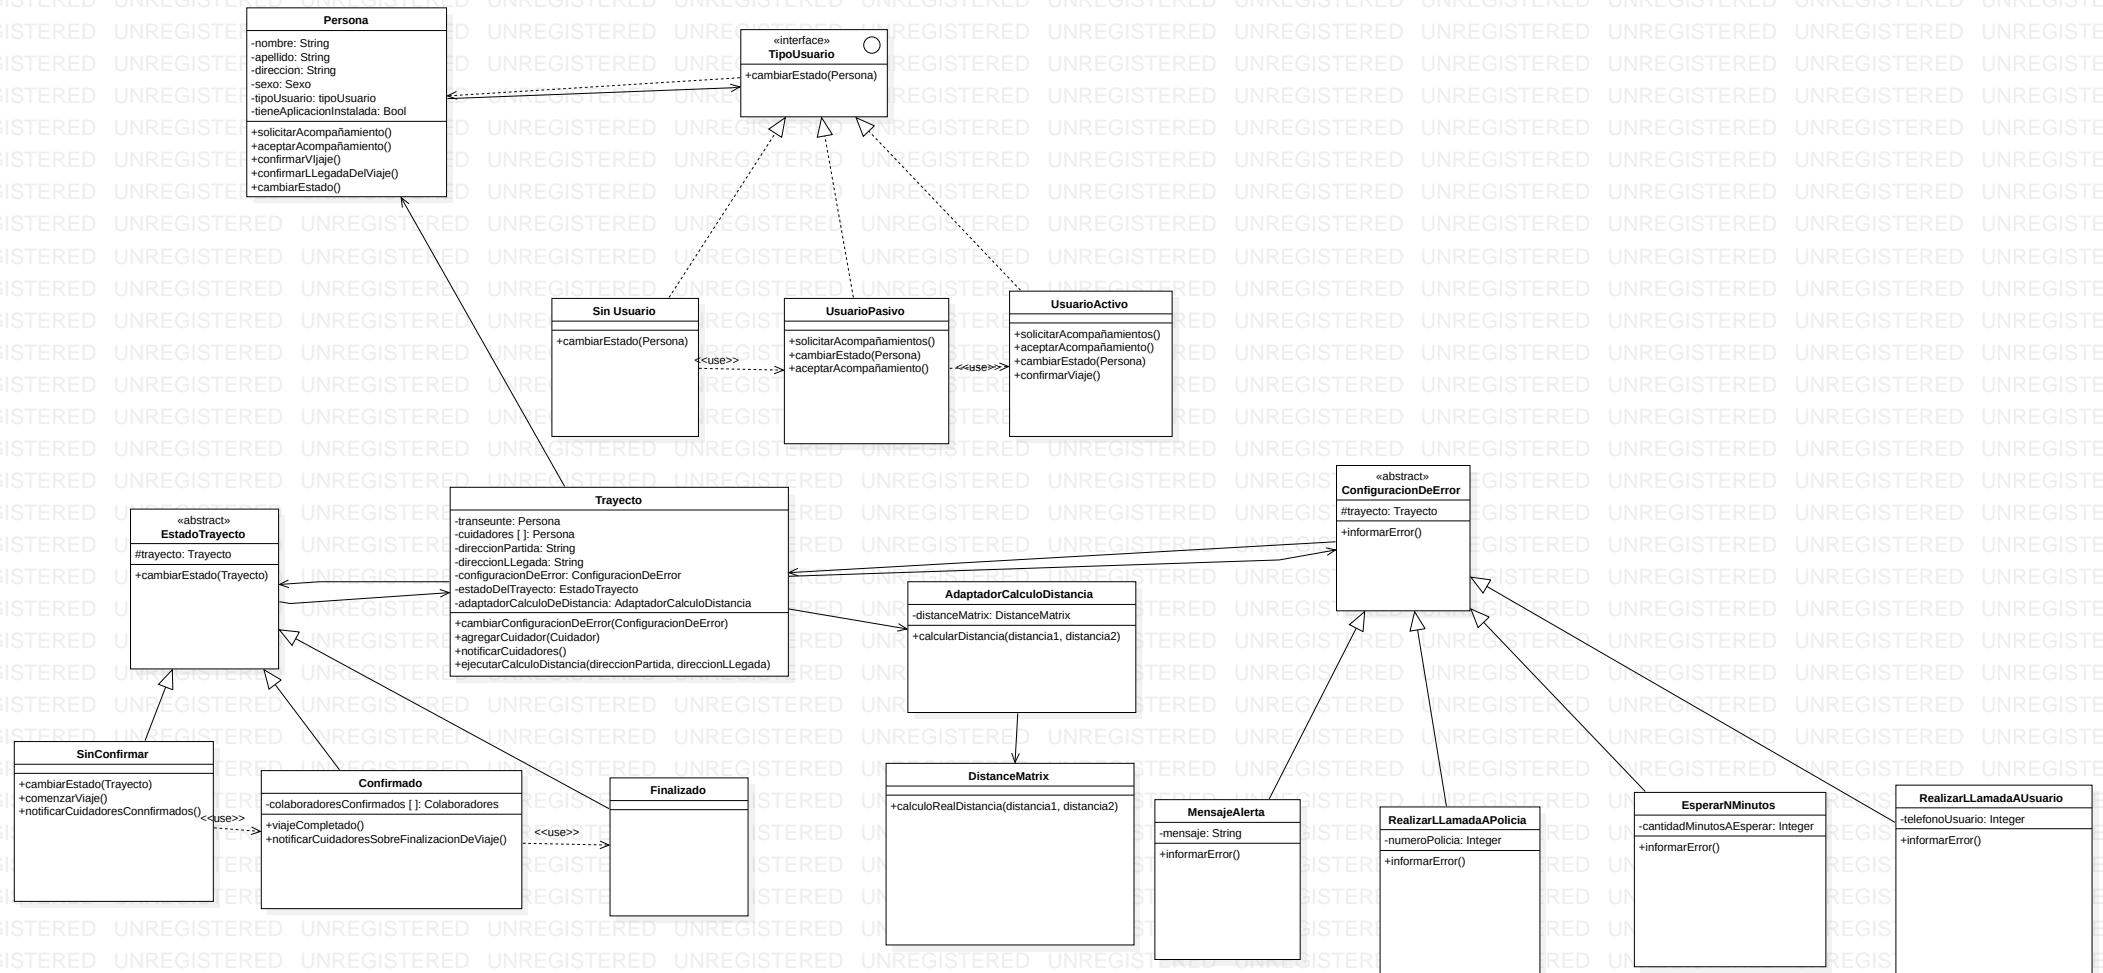 Persona
-nombre: String
-apellido: String
-direccion: String
-sexo: Sexo
-tipoUsuario: tipoUsuario
-tieneAplicacionInstalada: Bool
+solicitarAcompañamiento()
+aceptarAcompañamiento()
+confirmarVIjaje()
+confirmarLLegadaDelViaje()
+cambiarEstado()
«interface»
TipoUsuario
+cambiarEstado(Persona)
Sin Usuario
+cambiarEstado(Persona)
<<use>>
UsuarioPasivo
+solicitarAcompañamientos()
+cambiarEstado(Persona)
+aceptarAcompañamiento()
<<use>>
UsuarioActivo
+solicitarAcompañamientos()
+aceptarAcompañamiento()
+cambiarEstado(Persona)
+confirmarViaje()
«abstract»
EstadoTrayecto
#trayecto: Trayecto
+cambiarEstado(Trayecto)
Trayecto
-transeunte: Persona
-cuidadores [ ]: Persona
-direccionPartida: String
-direccionLLegada: String
-configuracionDeError: ConfiguracionDeError
-estadoDelTrayecto: EstadoTrayecto
-adaptadorCalculoDeDistancia: AdaptadorCalculoDistancia
+cambiarConfiguracionDeError(ConfiguracionDeError)
+agregarCuidador(Cuidador)
+notificarCuidadores()
+ejecutarCalculoDistancia(direccionPartida, direccionLLegada)
AdaptadorCalculoDistancia
-distanceMatrix: DistanceMatrix
+calcularDistancia(distancia1, distancia2)
«abstract»
ConfiguracionDeError
#trayecto: Trayecto
+informarError()
SinConfirmar
+cambiarEstado(Trayecto)
+comenzarViaje()
+notificarCuidadoresConnfirmados()
<<use>>
Confirmado
-colaboradoresConfirmados [ ]: Colaboradores
+viajeCompletado()
+notificarCuidadoresSobreFinalizacionDeViaje()
<<use>>
Finalizado
DistanceMatrix
+calculoRealDistancia(distancia1, distancia2)
MensajeAlerta
-mensaje: String
+informarError()
RealizarLLamadaAPolicia
-numeroPolicia: Integer
+informarError()
EsperarNMinutos
-cantidadMinutosAEsperar: Integer
+informarError()
RealizarLLamadaAUsuario
-telefonoUsuario: Integer
+informarError()